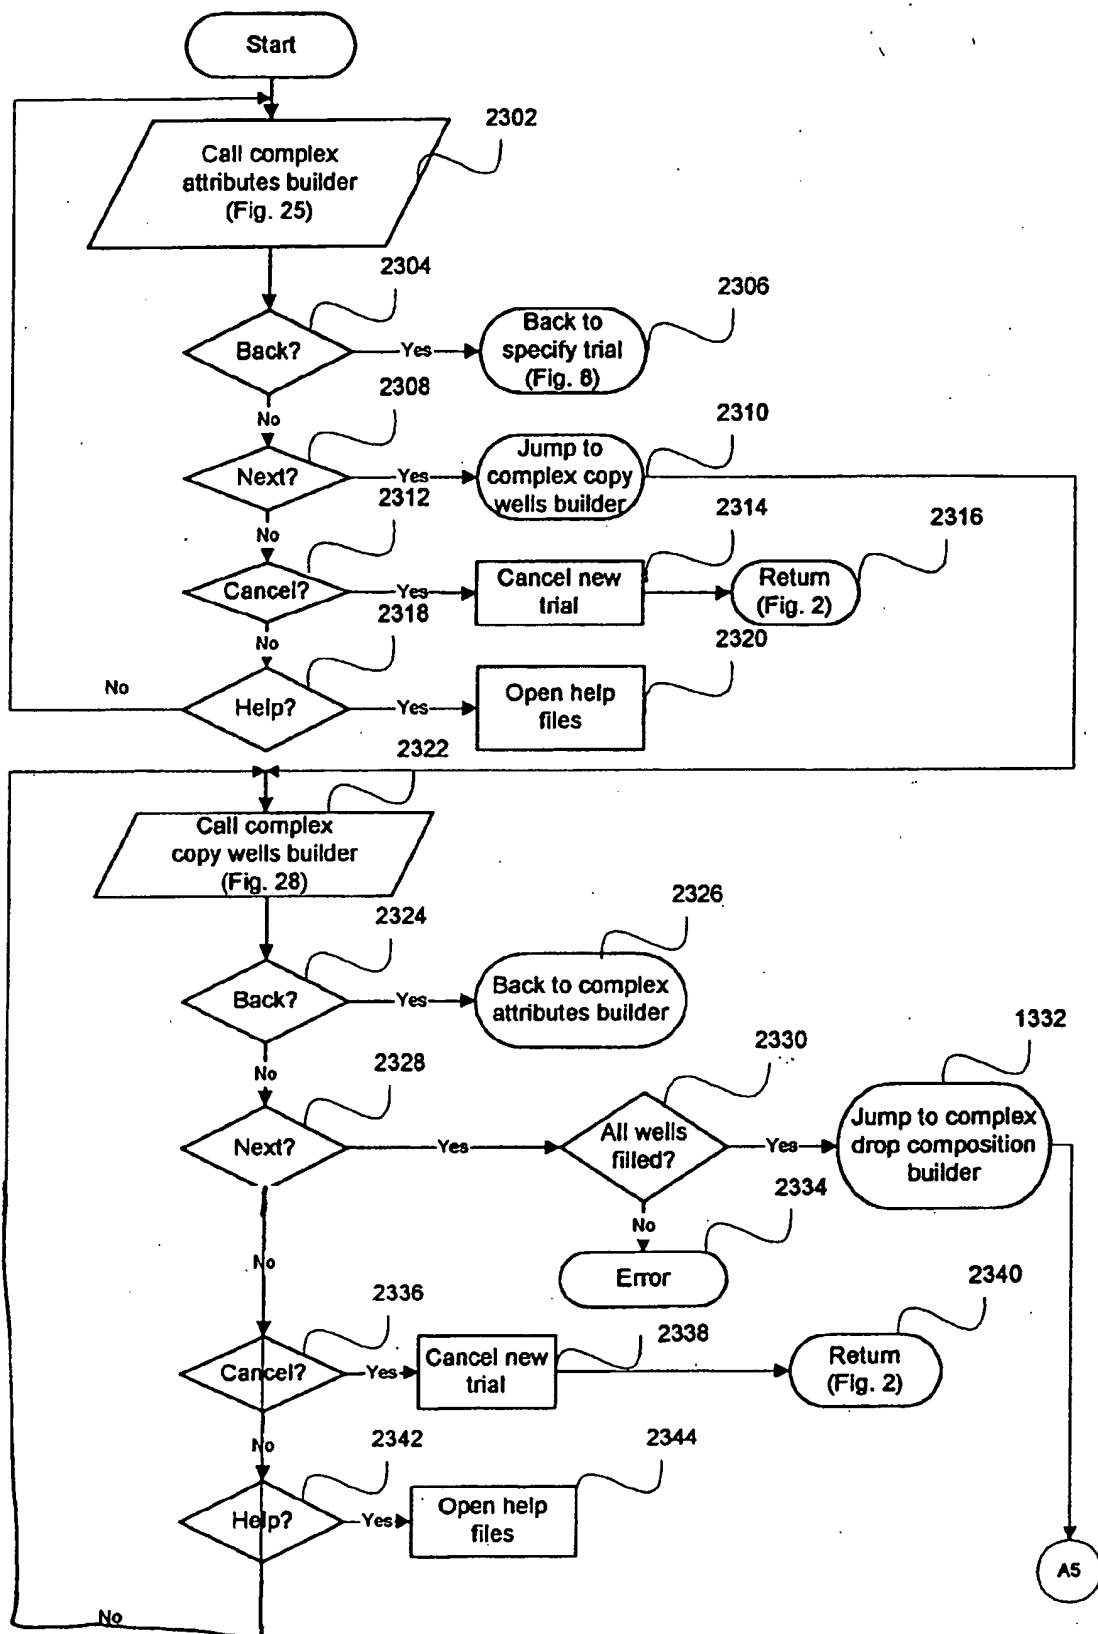 Start
2302
Call complex
attributes builder
(Fig. 25)
2304
2306
Back?
Yes
Back to
specify trial
(Fig. 8)
2308
No
2310
Next?
Yes
Jump to
complex copy
wells builder
2312
No
2314
2316
Cancel?
Yes
Cancel new
trial
Return
(Fig. 2)
2318
No
2320
No
Help?
Yes
Open help
files
2322
Call complex
copy wells builder
(Fig. 28)
2324
2326
Back?
Yes
Back to complex
attributes builder
2328
No
2330
1332
Next?
Yes
All wells
filled?
Yes
Jump to complex
drop composition
builder
2334
No
Error
No
2336
2338
2340
Cancel?
Yes
Cancel new
trial
Return
(Fig. 2)
No
2342
2344
Help?
Yes
Open help
files
A5
No